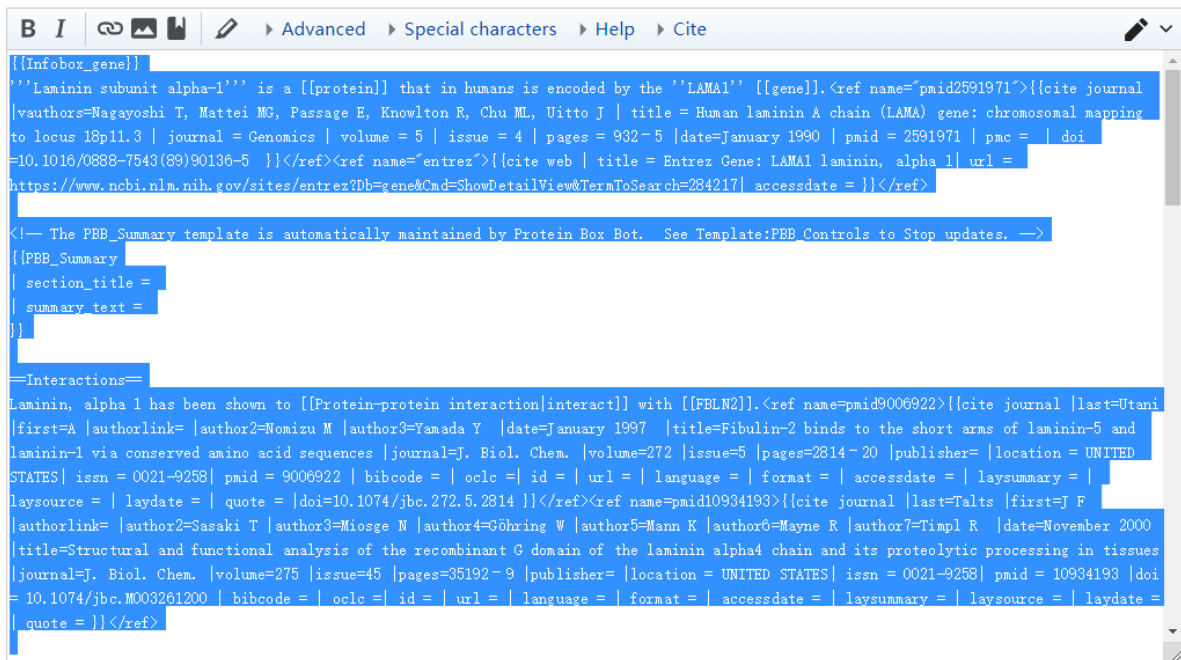 B I Advanced Special characters Help Cite
{{Infobox_gene}}
'''Laminin subunit alpha-1''' is a [[protein]] that in humans is encoded by the ''LAMA1'' [[gene]].<ref name="pmid2591971">{{cite journal
|vauthors=Nagayoshi T, Mattei MG, Passage E, Knowlton R, Chu ML, Uitto J | title = Human laminin A chain (LAMA) gene: chromosomal mapping
to locus 18p11.3 | journal = Genomics | volume = 5 | issue = 4 | pages = 932–5 |date=January 1990 | pmid = 2591971 | pmc = | doi
=10.1016/0888-7543(89)90136-5 }}</ref><ref name="entrez">{{cite web | title = Entrez Gene: LAMA1 laminin, alpha 1| url =
https://www.ncbi.nlm.nih.gov/sites/entrez?Db=gene&Cmd=ShowDetailView&TermToSearch=284217| accessdate = }}</ref>
<!-- The PBB_Summary template is automatically maintained by Protein Box Bot.  See Template:PBB_Controls to Stop updates. -->
{{PBB_Summary
| section_title =
| summary_text =
}}
==Interactions==
Laminin, alpha 1 has been shown to [[Protein-protein interaction|interact]] with [[FBLN2]].<ref name=pmid9006922>{{cite journal |last=Utani
|first=A |authorlink= |author2=Nomizu M |author3=Yamada Y  |date=January 1997  |title=Fibulin-2 binds to the short arms of laminin-5 and
laminin-1 via conserved amino acid sequences |journal=J. Biol. Chem. |volume=272 |issue=5 |pages=2814–20 |publisher= |location = UNITED
STATES| issn = 0021-9258| pmid = 9006922 | bibcode = | oclc =| id = | url = | language = | format = | accessdate = | laysummary = |
laysource = | laydate = | quote = |doi=10.1074/jbc.272.5.2814 }}</ref><ref name=pmid10934193>{{cite journal |last=Talts |first=J F
|authorlink= |author2=Sasaki T |author3=Miosge N |author4=Göhring W |author5=Mann K |author6=Mayne R |author7=Timpl R  |date=November 2000
|title=Structural and functional analysis of the recombinant G domain of the laminin alpha4 chain and its proteolytic processing in tissues
|journal=J. Biol. Chem. |volume=275 |issue=45 |pages=35192–9 |publisher= |location = UNITED STATES| issn = 0021-9258| pmid = 10934193 |doi
= 10.1074/jbc.M003261200 | bibcode = | oclc =| id = | url = | language = | format = | accessdate = | laysummary = | laysource = | laydate =
| quote = }}</ref>